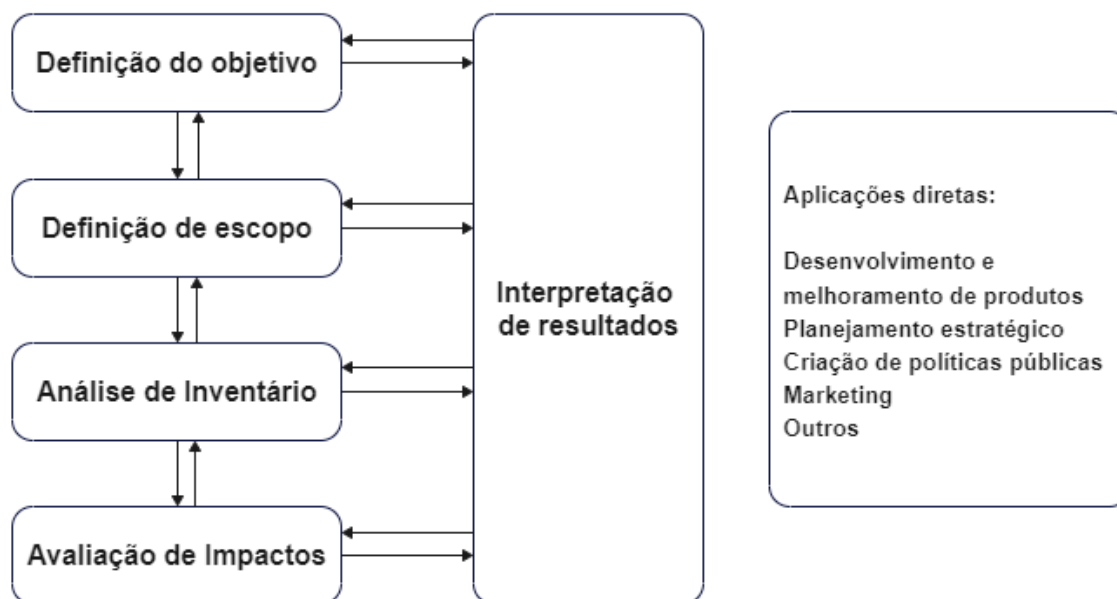 Definição do objetivo
Definição de escopo
Análise de Inventário
Avaliação de Impactos
Interpretação
de resultados
Aplicações diretas:
Desenvolvimento e
melhoramento de produtos
Planejamento estratégico
Criação de políticas públicas
Marketing
Outros